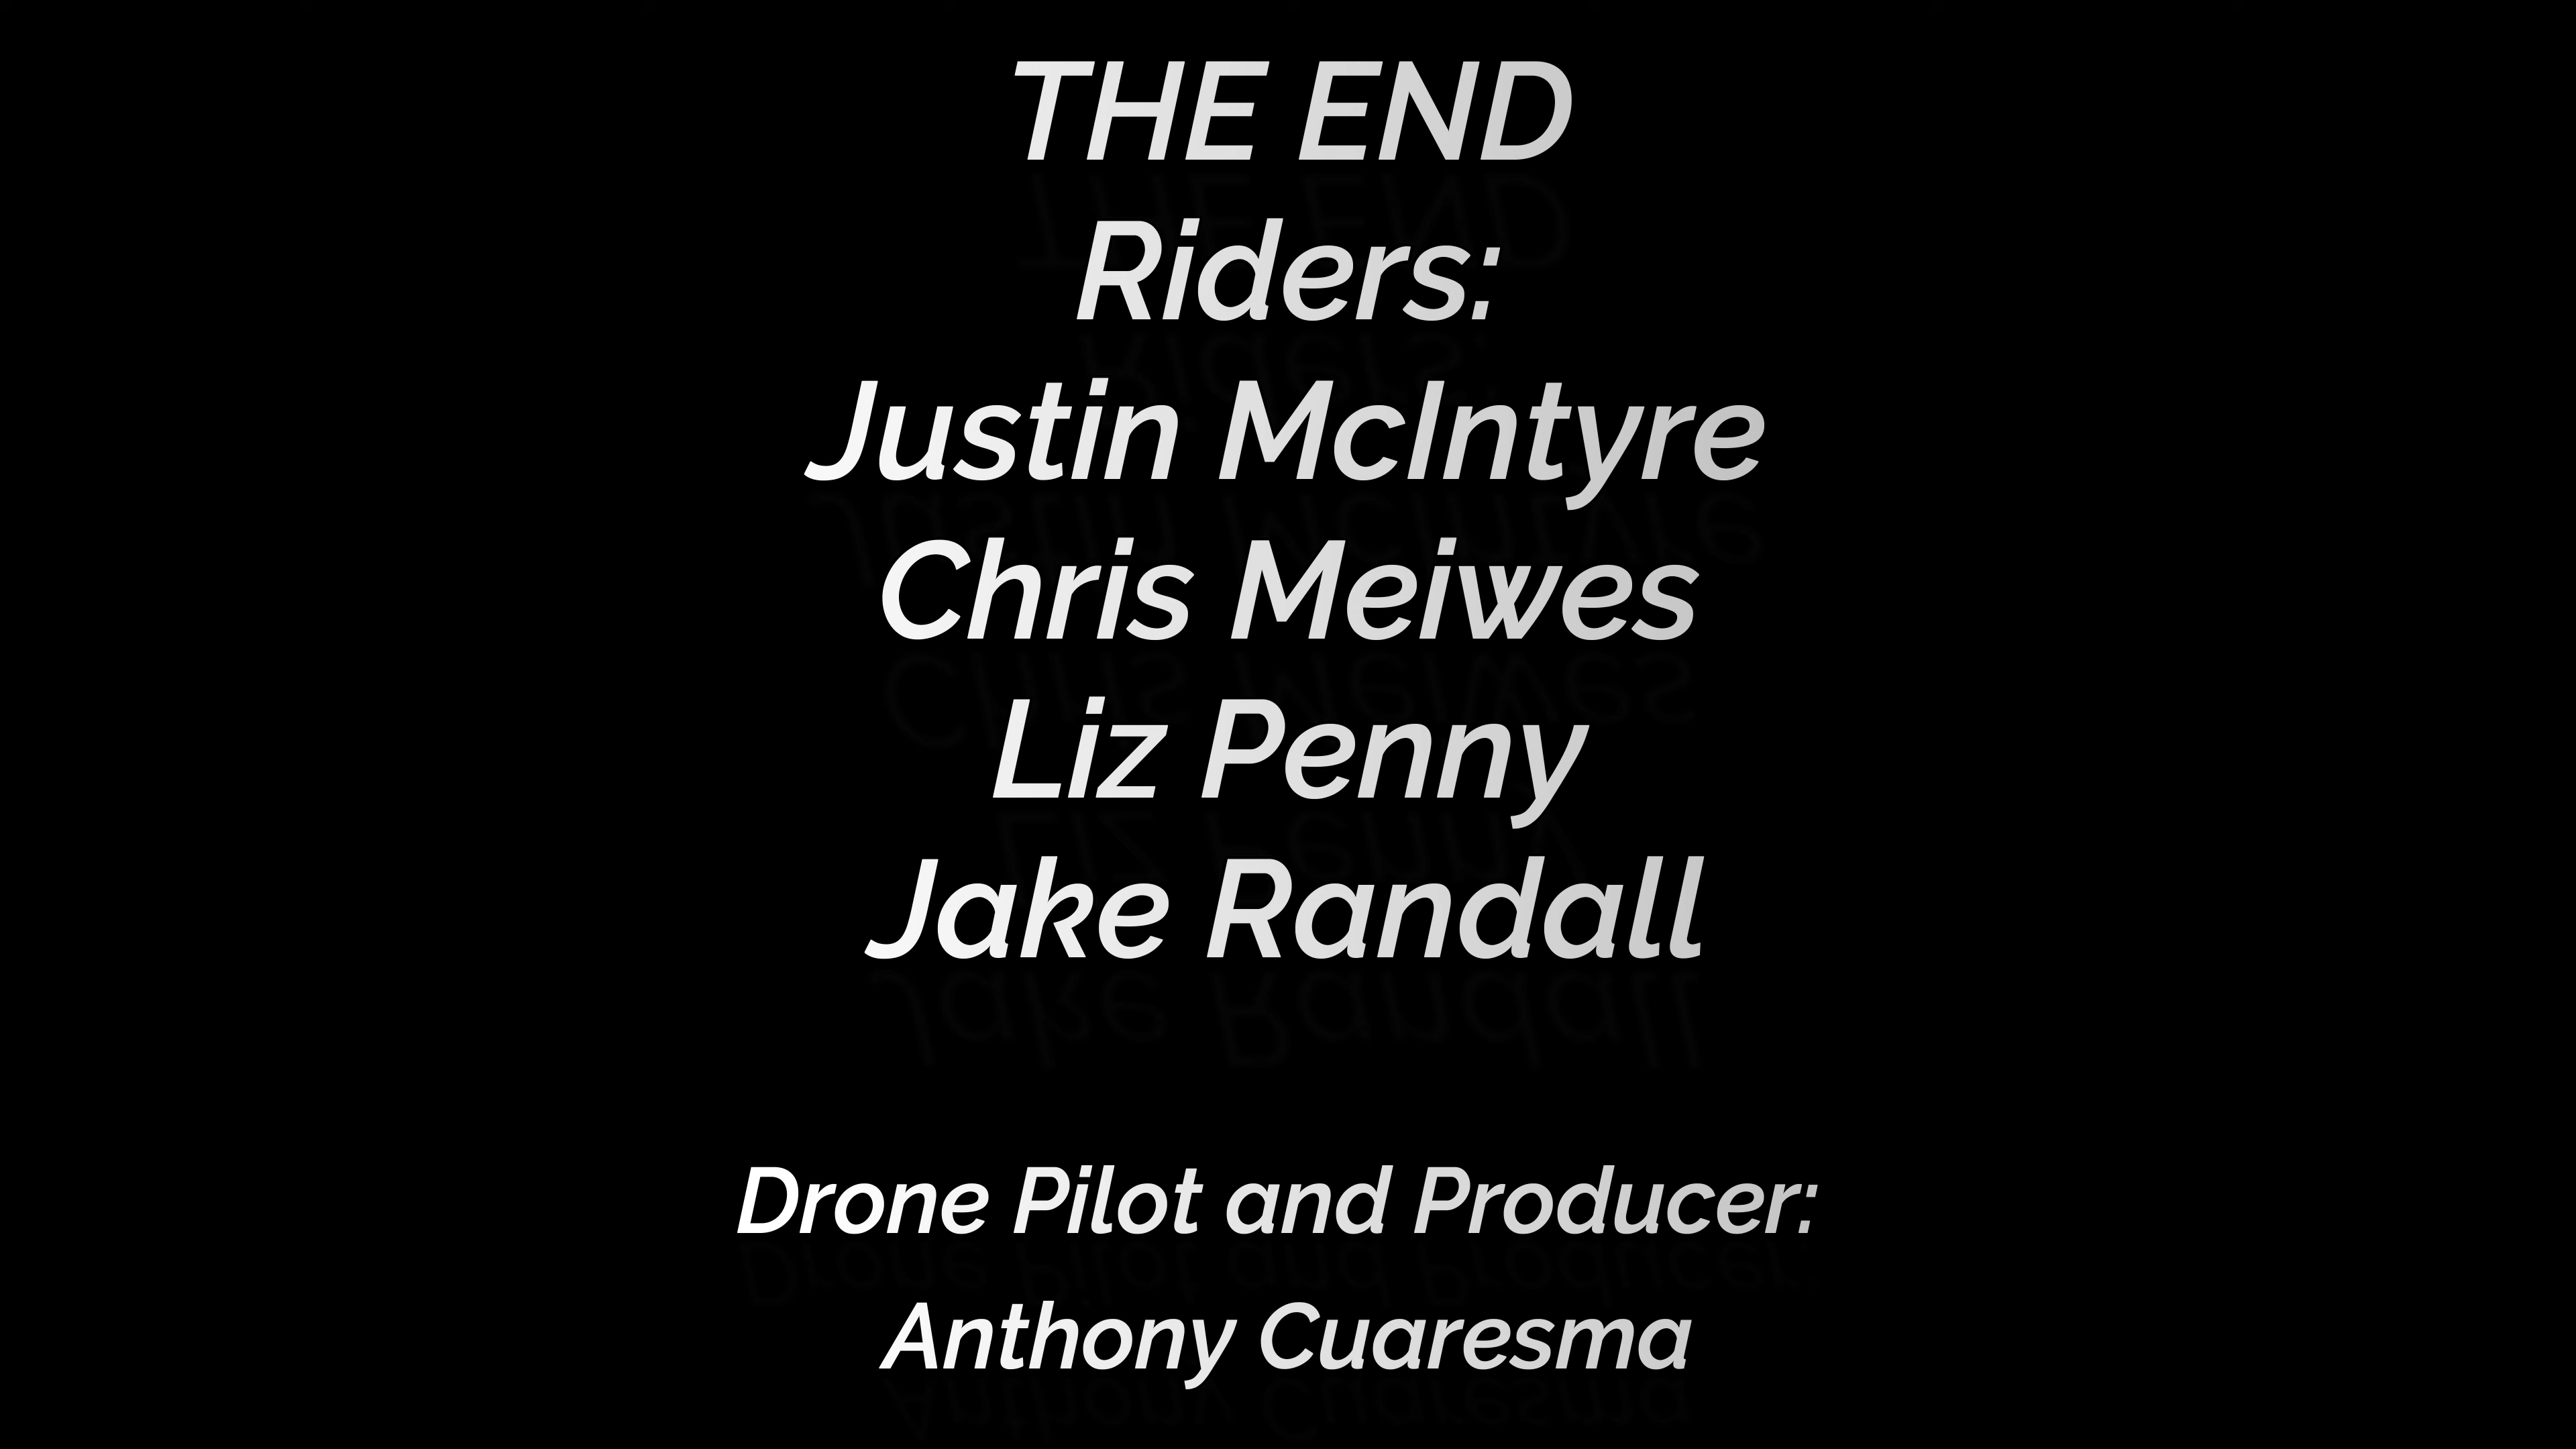 THE END
Riders:
Justin McIntyre
Chris Meiwes
Liz Penny
Jake Randall
Drone Pilot and Producer:
Anthony Cuaresma